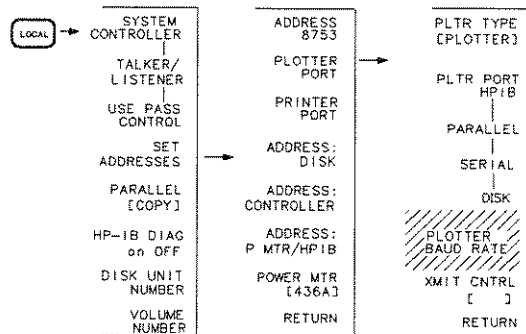 LOCAL
SYSTEM
CONTROLLER
TALKER/
LISTENER
USE PASS
CONTROL
SET
ADDRESSES
PARALLEL
[COPY]
HP-IB DIAG
on OFF
DISK UNIT
NUMBER
VOLUME
NUMBER
ADDRESS
8753
PLOTTER
PORT
PRINTER
PORT
ADDRESS:
DISK
ADDRESS:
CONTROLLER
ADDRESS:
P MTR/HPIB
POWER MTR
[436A]
RETURN
PLTR TYPE
[PLOTTER]
PLTR PORT
HPIB
PARALLEL
SERIAL
DISK
PLOTTER
BAUD RATE
XMIT CNTRL
[ ]
RETURN